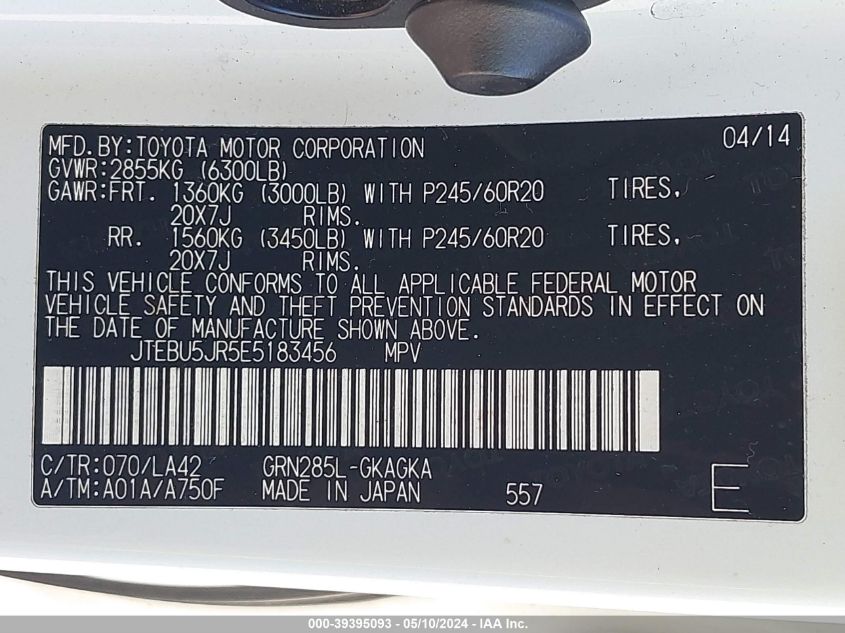 MFD.BY:TOYOTA MOTOR CORPORATION 04/14
GVWR:2855KG (6300LB)
GAWR:FRT. 1360KG (3000LB) WITH P245/60R20 TIRES,
20X7J RIMS.
RR. 1560KG (3450LB) WITH P245/60R20 TIRES,
20X7J RIMS.
THIS VEHICLE CONFORMS TO ALL APPLICABLE FEDERAL MOTOR
VEHICLE SAFETY AND THEFT PREVENTION STANDARDS IN EFFECT ON
THE DATE OF MANUFACTURE SHOWN ABOVE.
JTEBU5JR5E5183456 MPV
C/TR:070/LA42 GRN285L-GKAGKA
A/TM:A01A/A750F MADE IN JAPAN 557 E
000-39395093 - 05/10/2024 - IAA Inc.